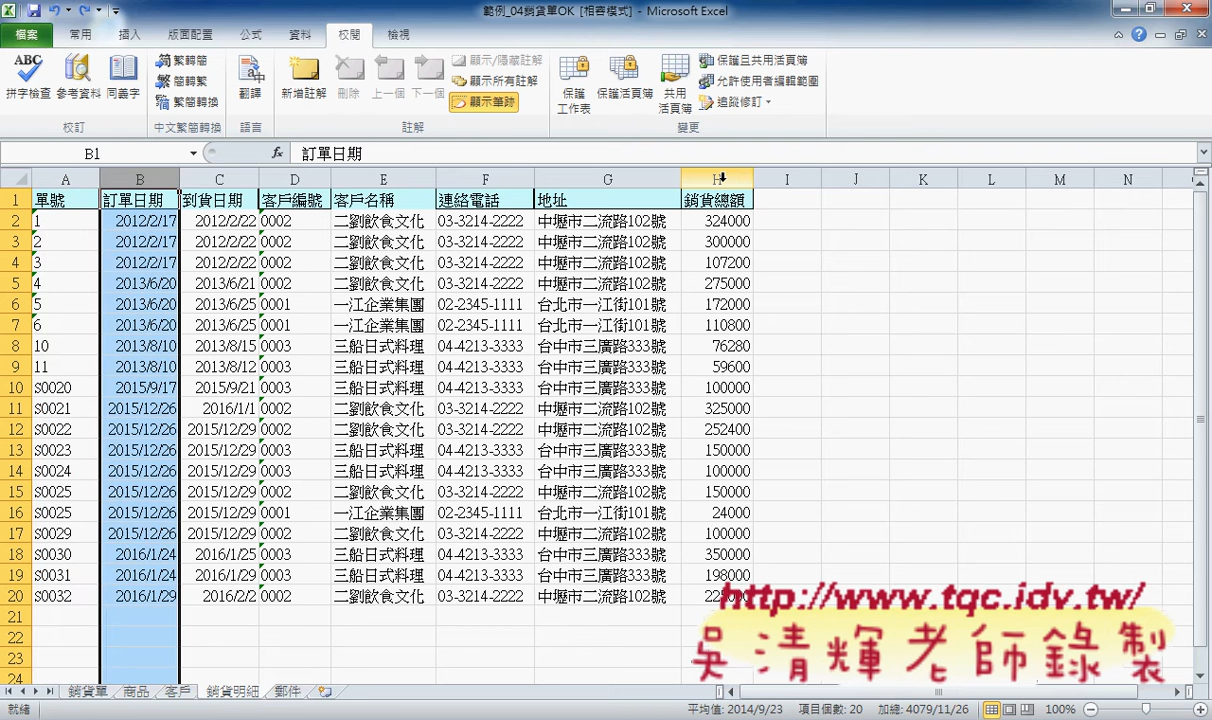 範例_04銷貨單OK [相容模式] - Microsoft Excel
檔案 常用 插入 版面配置 公式 資料 校閱 檢視
ABC 拼字檢查 參考資料 同義字 校訂
繁轉簡
簡轉繁
繁簡轉換
中文繁簡轉換
翻譯 語言
新增註解 刪除 上一個 下一個
顯示/隱藏註解
顯示所有註解
顯示筆跡
註解
保護工作表 保護活頁簿 共用活頁簿
保護且共用活頁簿
允許使用者編輯範圍
追蹤修訂
變更
B1 fx 訂單日期
A B C D E F G H I J K L M N
1 單號 訂單日期 到貨日期 客戶編號 客戶名稱 連絡電話 地址 銷貨總額
2 1 2012/2/17 2012/2/22 0002 二劉飲食文化 03-3214-2222 中壢市二流路102號 324000
3 2 2012/2/17 2012/2/22 0002 二劉飲食文化 03-3214-2222 中壢市二流路102號 300000
4 3 2012/2/17 2012/2/22 0002 二劉飲食文化 03-3214-2222 中壢市二流路102號 107200
5 4 2013/6/20 2013/6/21 0002 二劉飲食文化 03-3214-2222 中壢市二流路102號 275000
6 5 2013/6/20 2013/6/25 0001 一江企業集團 02-2345-1111 台北市一江街101號 172000
7 6 2013/6/20 2013/6/25 0001 一江企業集團 02-2345-1111 台北市一江街101號 110800
8 10 2013/8/10 2013/8/15 0003 三船日式料理 04-4213-3333 台中市三廣路333號 76280
9 11 2013/8/10 2013/8/12 0003 三船日式料理 04-4213-3333 台中市三廣路333號 59600
10 S0020 2015/9/17 2015/9/21 0003 三船日式料理 04-4213-3333 台中市三廣路333號 100000
11 S0021 2015/12/26 2016/1/1 0002 二劉飲食文化 03-3214-2222 中壢市二流路102號 325000
12 S0022 2015/12/26 2015/12/29 0002 二劉飲食文化 03-3214-2222 中壢市二流路102號 252400
13 S0023 2015/12/26 2015/12/29 0003 三船日式料理 04-4213-3333 台中市三廣路333號 150000
14 S0024 2015/12/26 2015/12/29 0003 三船日式料理 04-4213-3333 台中市三廣路333號 100000
15 S0025 2015/12/26 2015/12/29 0002 二劉飲食文化 03-3214-2222 中壢市二流路102號 150000
16 S0025 2015/12/26 2015/12/29 0001 一江企業集團 02-2345-1111 台北市一江街101號 24000
17 S0029 2015/12/26 2015/12/29 0002 二劉飲食文化 03-3214-2222 中壢市二流路102號 100000
18 S0030 2016/1/24 2016/1/25 0003 三船日式料理 04-4213-3333 台中市三廣路333號 350000
19 S0031 2016/1/24 2016/1/29 0003 三船日式料理 04-4213-3333 台中市三廣路333號 198000
20 S0032 2016/1/29 2016/2/2 0002 二劉飲食文化 03-3214-2222 中壢市二流路102號
http://www.tqc.idv.tw/
21
22
吳清輝老師錄製
23
24
銷貨單 商品 客戶 銷貨明細 郵件
就緒 平均值: 2014/9/23 項目個數: 20 加總: 4079/11/26 100%